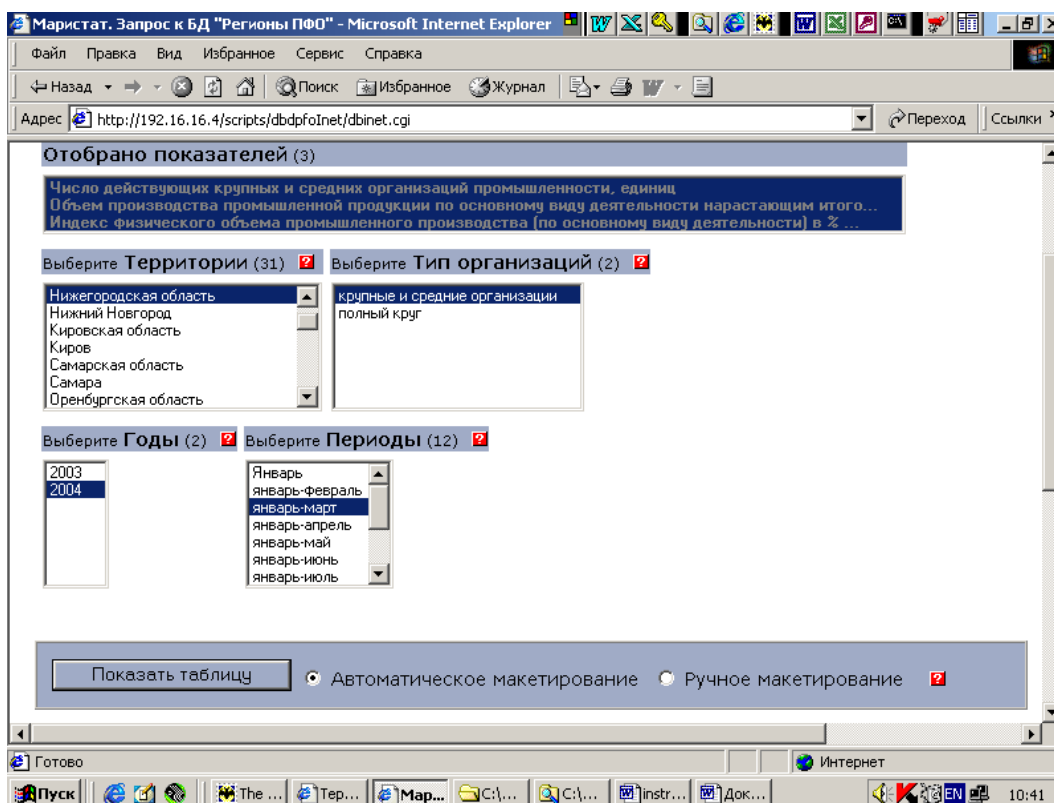 Маристат. Запрос к БД "Регионы ПФО" - Microsoft Internet Explorer
Файл Правка Вид Избранное Сервис Справка
Назад Поиск Избранное Журнал
Адрес http://192.16.16.4/scripts/dbdpfoInet/dbinet.cgi Переход Ссылки
Отобрано показателей (3)
Число действующих крупных и средних организаций промышленности, единиц
Объем производства промышленной продукции по основному виду деятельности нарастающим итого...
Индекс физического объема промышленного производства (по основному виду деятельности) в % ...
Выберите Территории (31) ? Выберите Тип организаций (2) ?
Нижегородская область
Нижний Новгород
Кировская область
Киров
Самарская область
Самара
Оренбургская область
крупные и средние организации
полный круг
Выберите Годы (2) ? Выберите Периоды (12) ?
2003
2004
Январь
январь-февраль
январь-март
январь-апрель
январь-май
январь-июнь
январь-июль
Показать таблицу Автоматическое макетирование Ручное макетирование ?
Готово Интернет
Пуск The ... Тер... Мар... C:\... C:\... instr... Док... EN 10:41